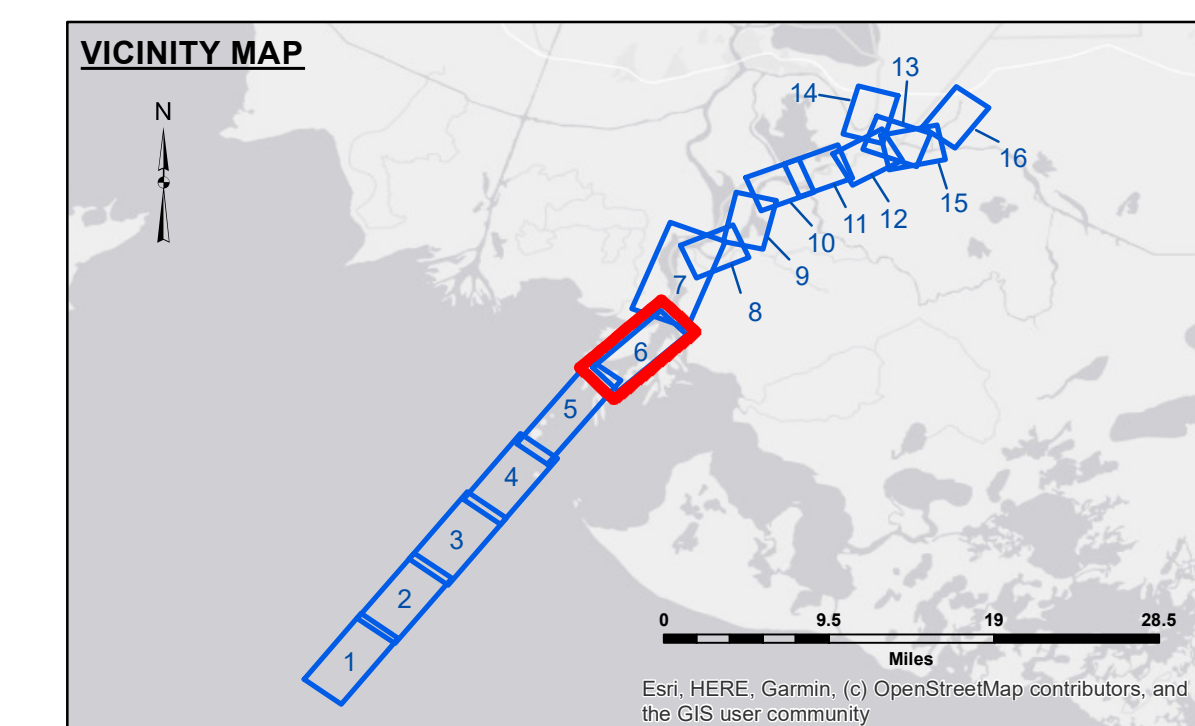 VICINITY MAP
N
13
14
16
15
12
11
10
9
8
7
6
5
4
3
2
1
0 9.5 19 28.5
Miles
Esri, HERE, Garmin, (c) OpenStreetMap contributors, and
the GIS user community